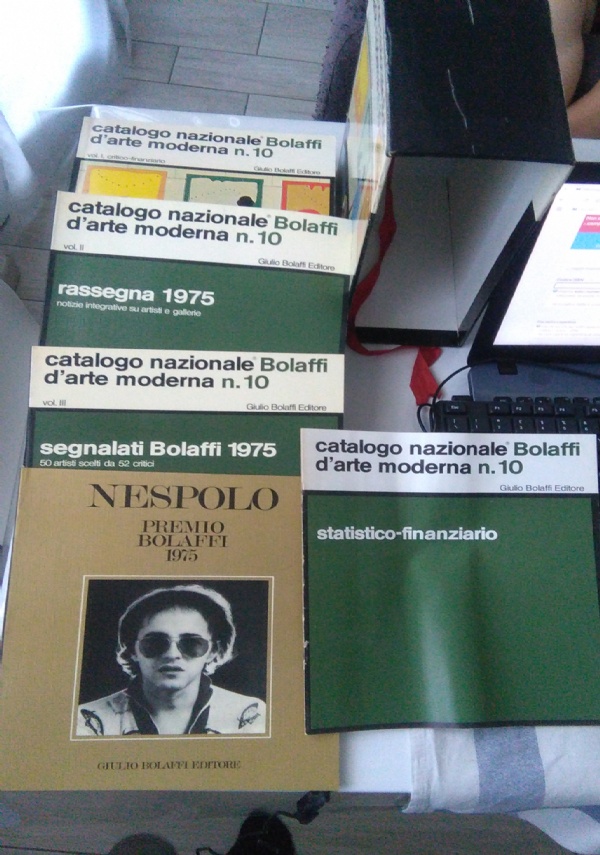 catalogo nazionale® Bolaffi
d'arte moderna n.10
vol. I, critico-finanziario
Giulio Bolaffi Editore
catalogo nazionale® Bolaffi
d'arte moderna n.10
vol. II
Giulio Bolaffi Editore
rassegna 1975
notizie integrative su artisti e gallerie
catalogo nazionale® Bolaffi
d'arte moderna n.10
vol. III
Giulio Bolaffi Editore
segnalati Bolaffi 1975
50 artisti scelti da 52 critici
NESPOLO
PREMIO
BOLAFFI
1975
GIULIO BOLAFFI EDITORE
catalogo nazionale® Bolaffi
d'arte moderna n.10
Giulio Bolaffi Editore
statistico-finanziario